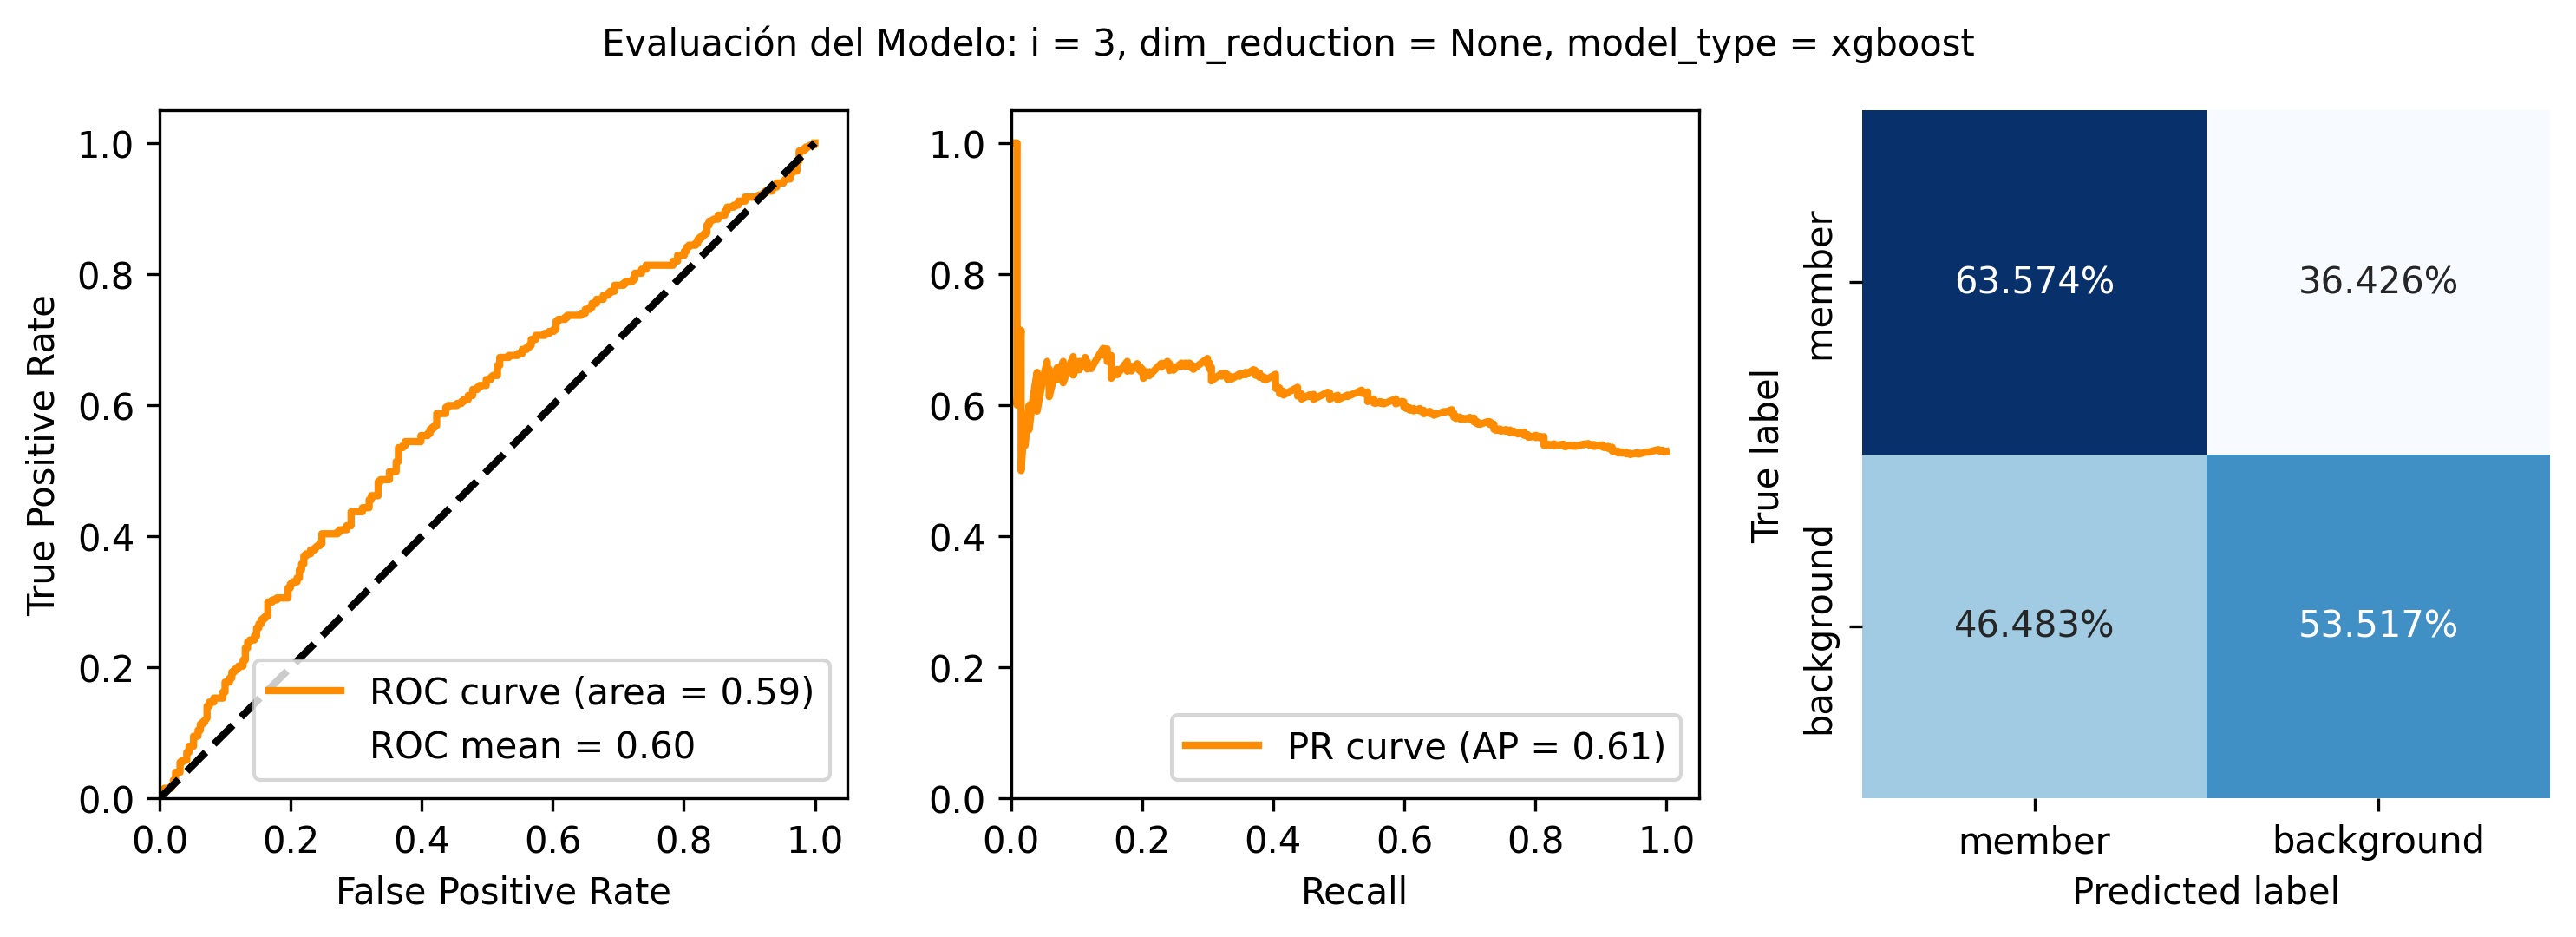 Evaluación del Modelo: i = 3, dim_reduction = None, model_type = xgboost
True Positive Rate
1.0
0.8
0.6
0.4
0.2
0.0
ROC curve (area = 0.59)
ROC mean = 0.60
0.0 0.2 0.4 0.6 0.8 1.0
False Positive Rate
1.0
0.8
0.6
0.4
0.2
0.0
PR curve (AP = 0.61)
0.0 0.2 0.4 0.6 0.8 1.0
Recall
True label
member
background
63.574% 36.426%
46.483% 53.517%
member background
Predicted label